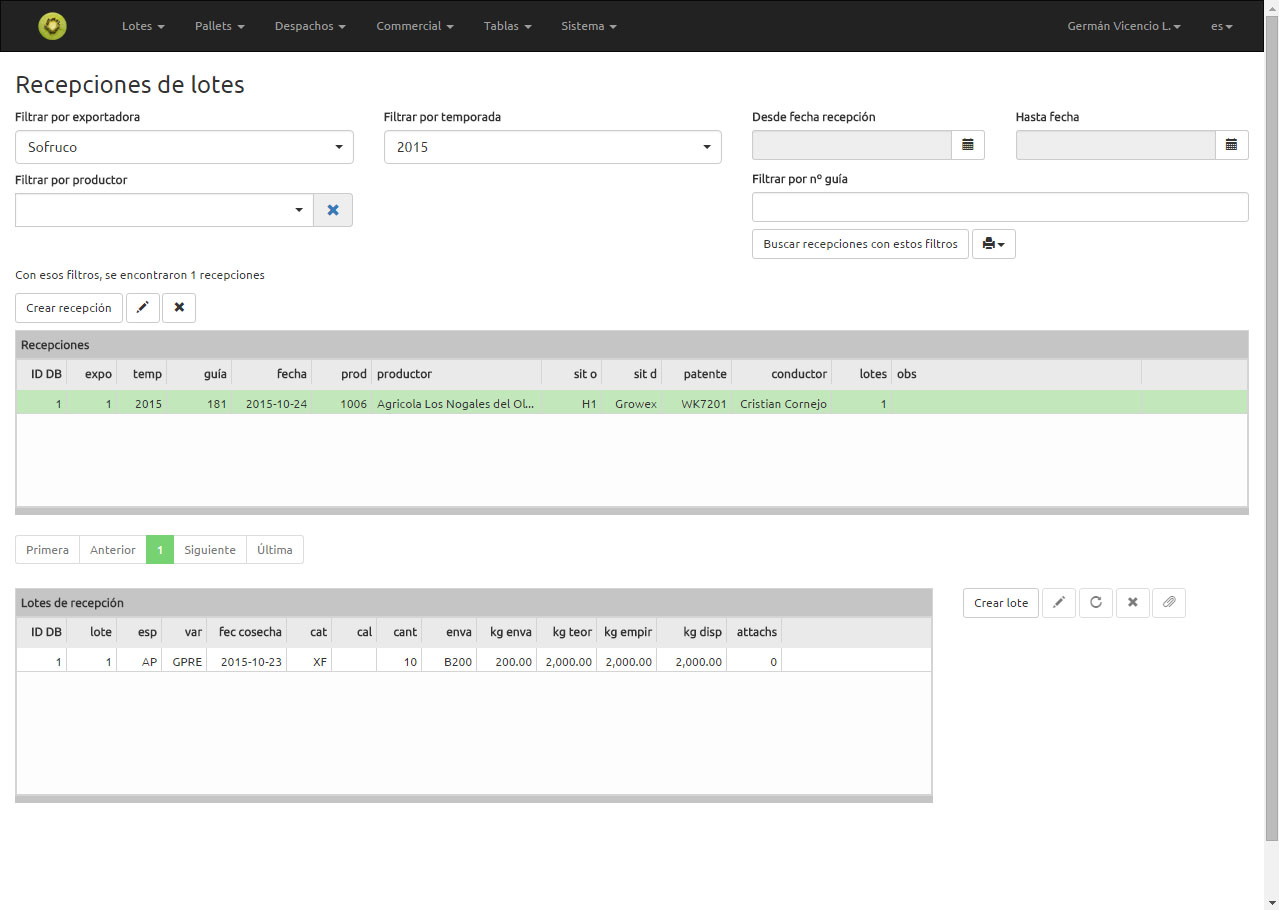 Lotes Pallets Despachos Commercial Tablas Sistema Germán Vicencio L. es
Recepciones de lotes
Filtrar por exportadora Filtrar por temporada Desde fecha recepción Hasta fecha
Sofruco 2015
Filtrar por productor Filtrar por nº guía
Buscar recepciones con estos filtros
Con esos filtros, se encontraron 1 recepciones
Crear recepción
Recepciones
ID DB expo temp guía fecha prod productor sit o sit d patente conductor lotes obs
1 1 2015 181 2015-10-24 1006 Agricola Los Nogales del Ol... H1 Growex WK7201 Cristian Cornejo 1
Primera Anterior 1 Siguiente Última
Lotes de recepción Crear lote
ID DB lote esp var fec cosecha cat cal cant enva kg enva kg teor kg empir kg disp attachs
1 1 AP GPRE 2015-10-23 XF 10 B200 200.00 2,000.00 2,000.00 2,000.00 0